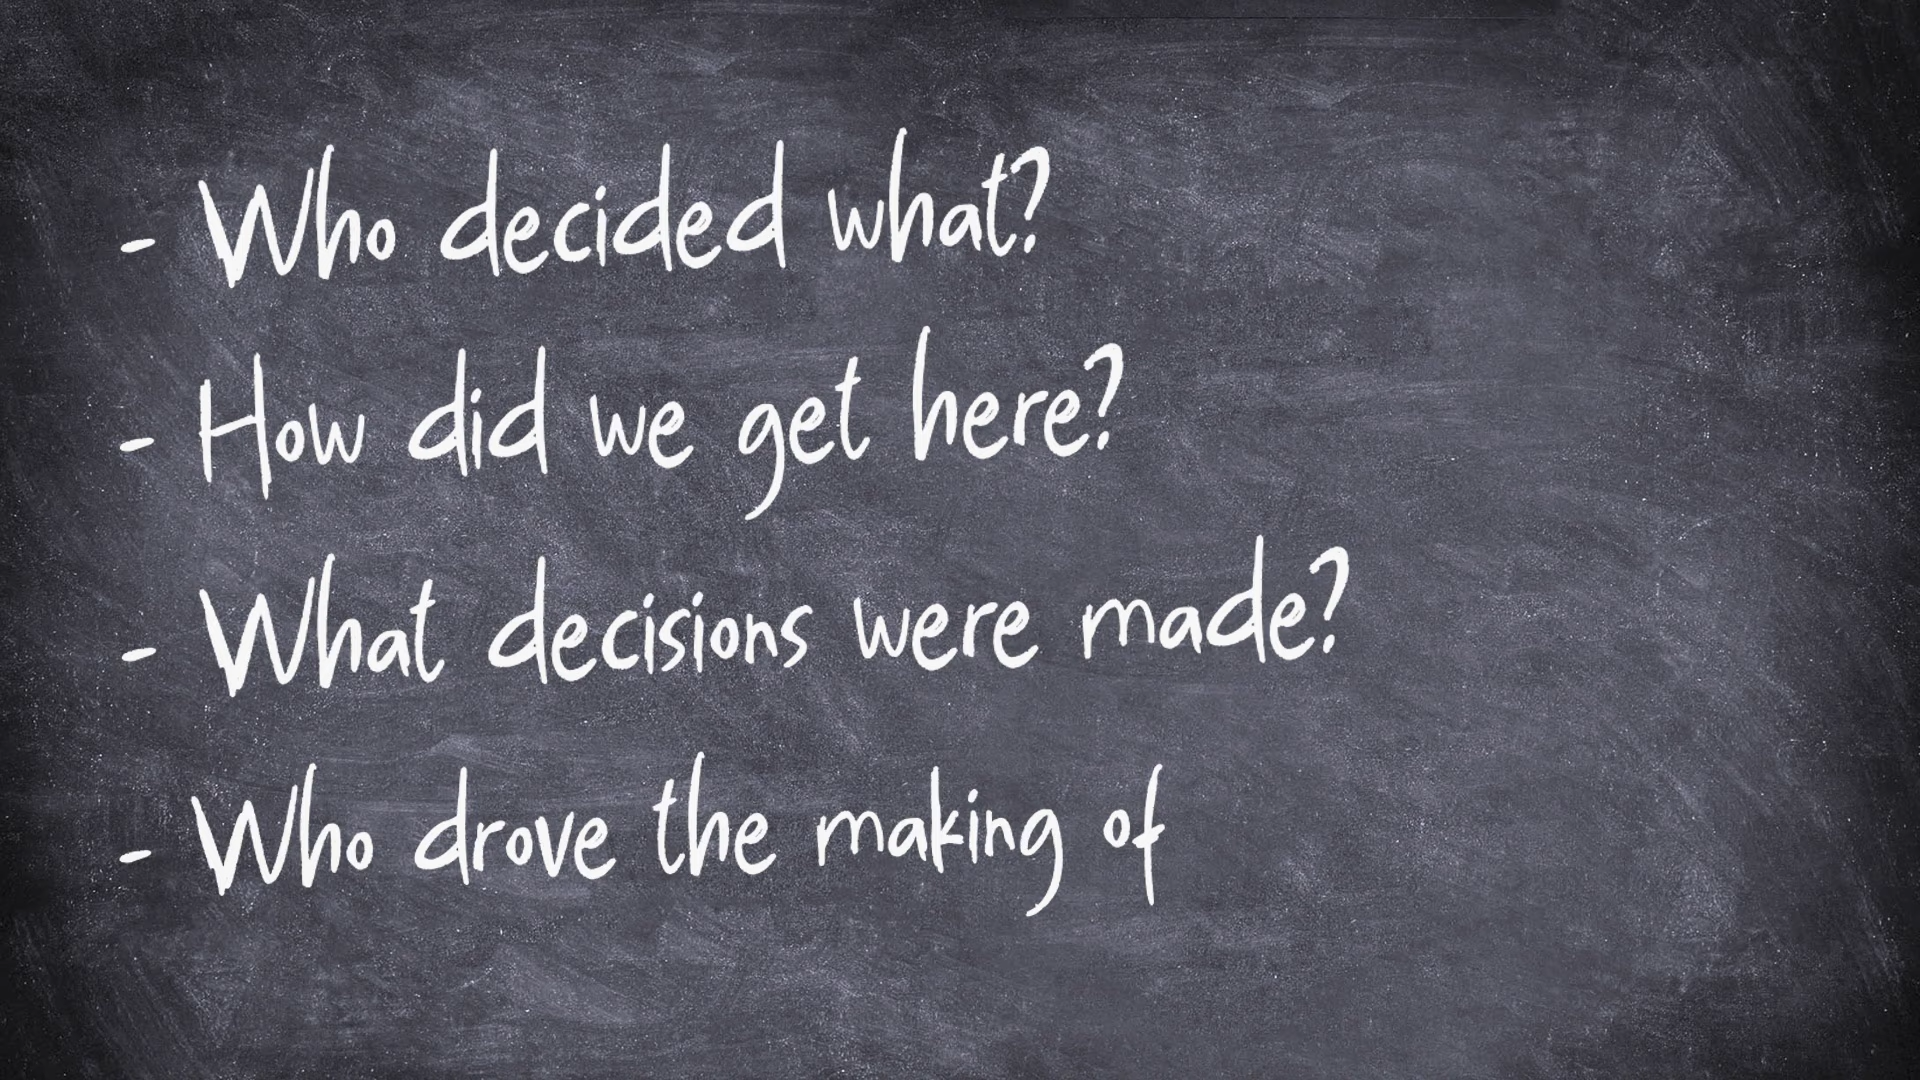 - Who decided what?
- How did we get here?
- What decisions were made?
- Who drove the making of